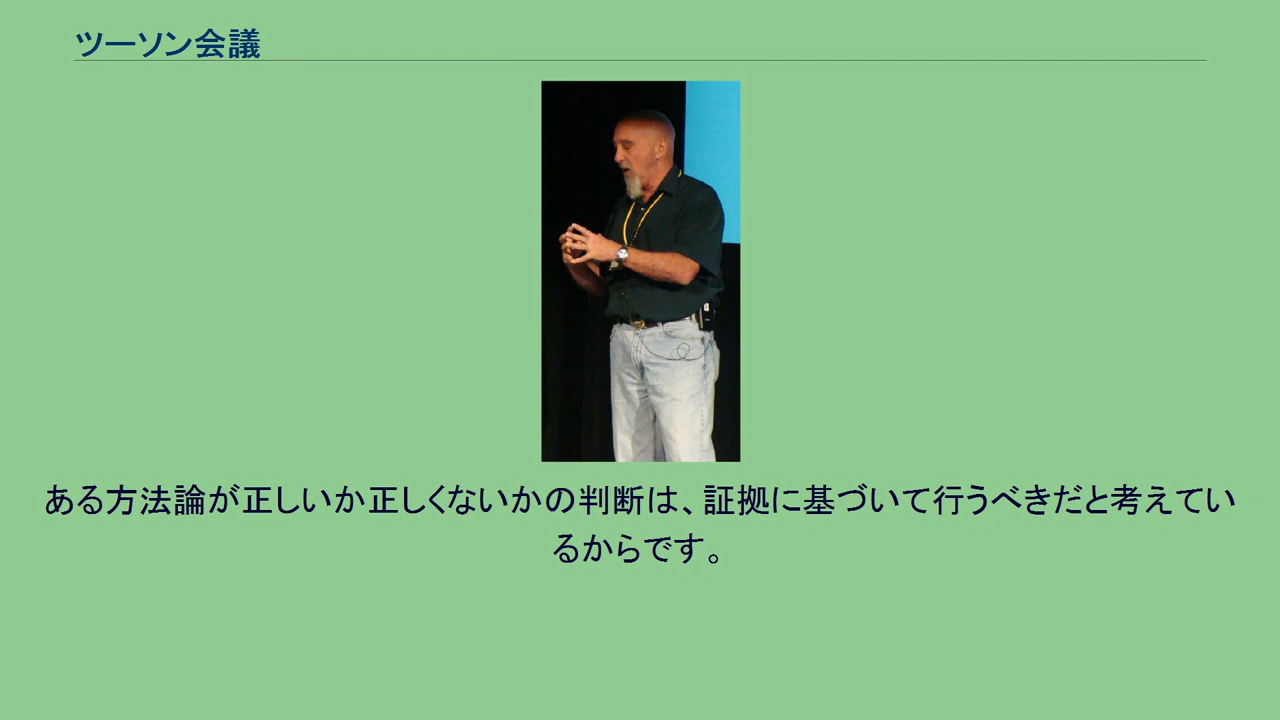 ツーソン会議
ある方法論が正しいか正しくないかの判断は、証拠に基づいて行うべきだと考えてい
るからです。